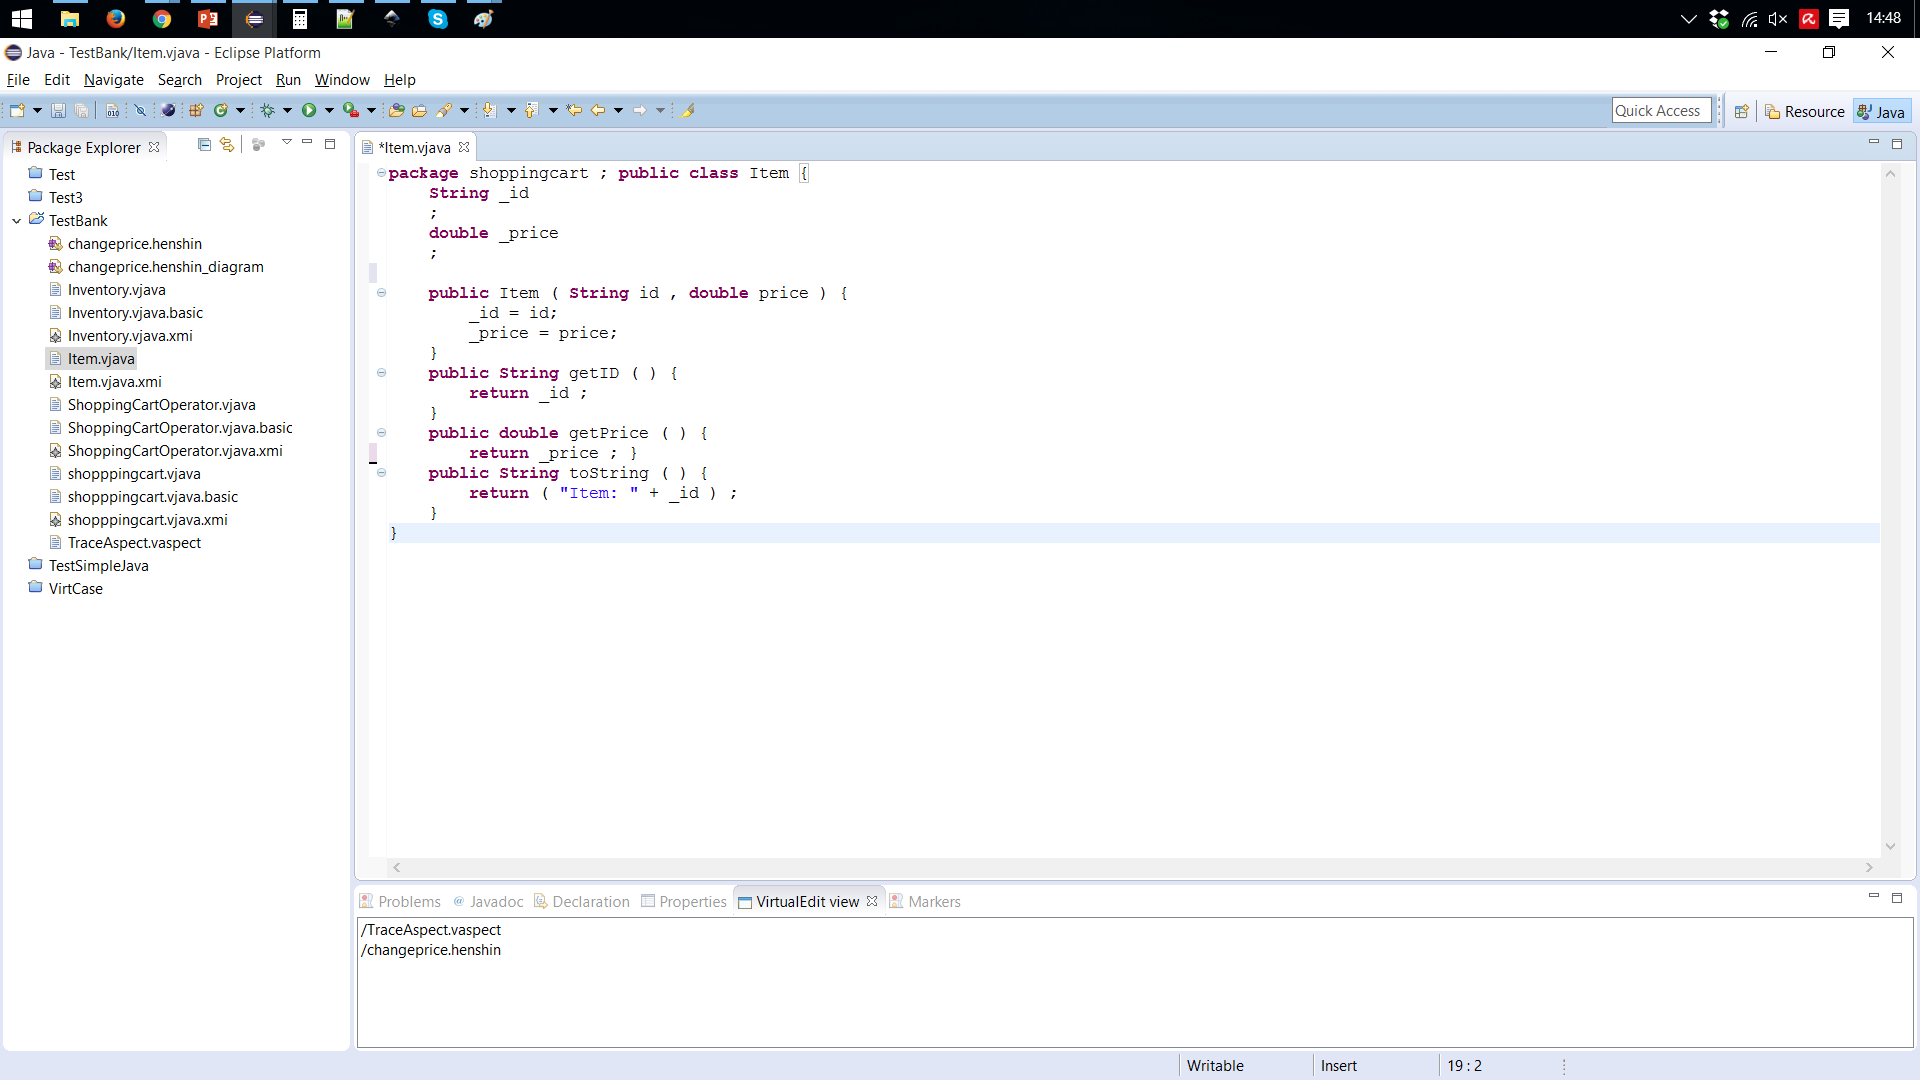 14:48
Java - TestBank/Item.vjava - Eclipse Platform
File Edit Navigate Search Project Run Window Help
Quick Access
Resource
Java
Package Explorer
Test
Test3
TestBank
changeprice.henshin
changeprice.henshin_diagram
Inventory.vjava
Inventory.vjava.basic
Inventory.vjava.xmi
Item.vjava
Item.vjava.xmi
ShoppingCartOperator.vjava
ShoppingCartOperator.vjava.basic
ShoppingCartOperator.vjava.xmi
shopppingcart.vjava
shopppingcart.vjava.basic
shopppingcart.vjava.xmi
TraceAspect.vaspect
TestSimpleJava
VirtCase
*Item.vjava
package shoppingcart ; public class Item {
String _id
;
double _price
;
public Item ( String id , double price ) {
_id = id;
_price = price;
}
public String getID ( ) {
return _id ;
}
public double getPrice ( ) {
return _price ; }
public String toString ( ) {
return ( "Item: " + _id ) ;
}
}
Problems @ Javadoc Declaration Properties VirtualEdit view Markers
/TraceAspect.vaspect
/changeprice.henshin
Writable Insert 19 : 2